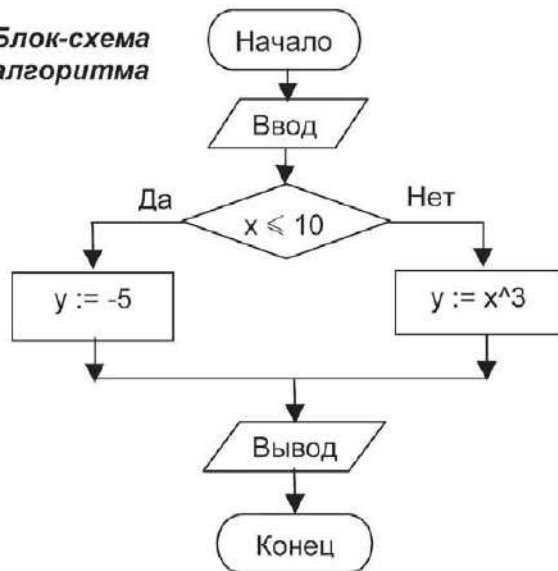 Блок-схема
алгоритма
Начало
Ввод
Да
Нет
x ⩽ 10
y := -5
y := x^3
Вывод
Конец